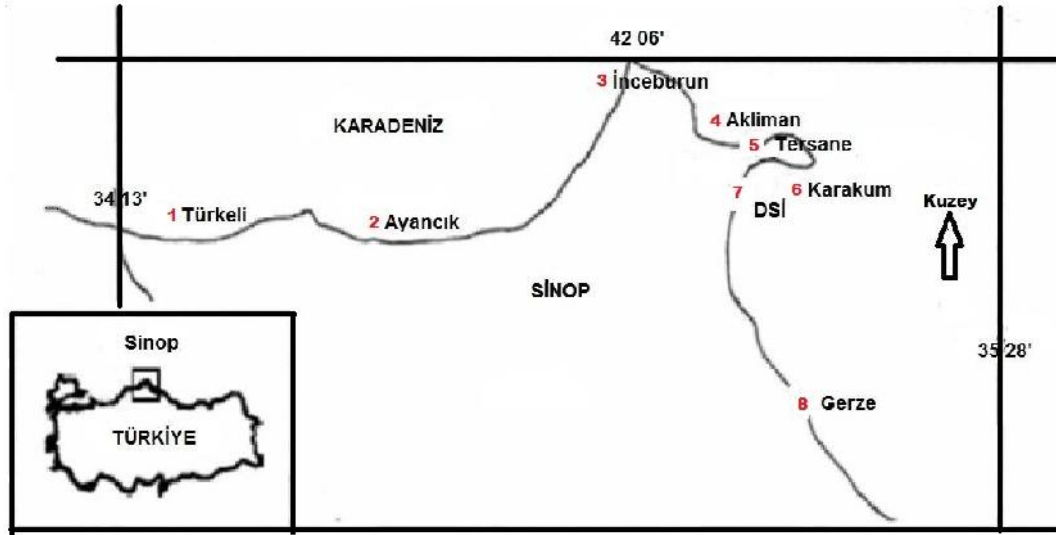 42 06'
3 İnceburun
KARADENİZ
4 Akliman
5 Tersane
34 13'
1 Türkeli
2 Ayancık
7
6 Karakum
DSİ
Kuzey
SİNOP
Sinop
35 28'
TÜRKİYE
8 Gerze